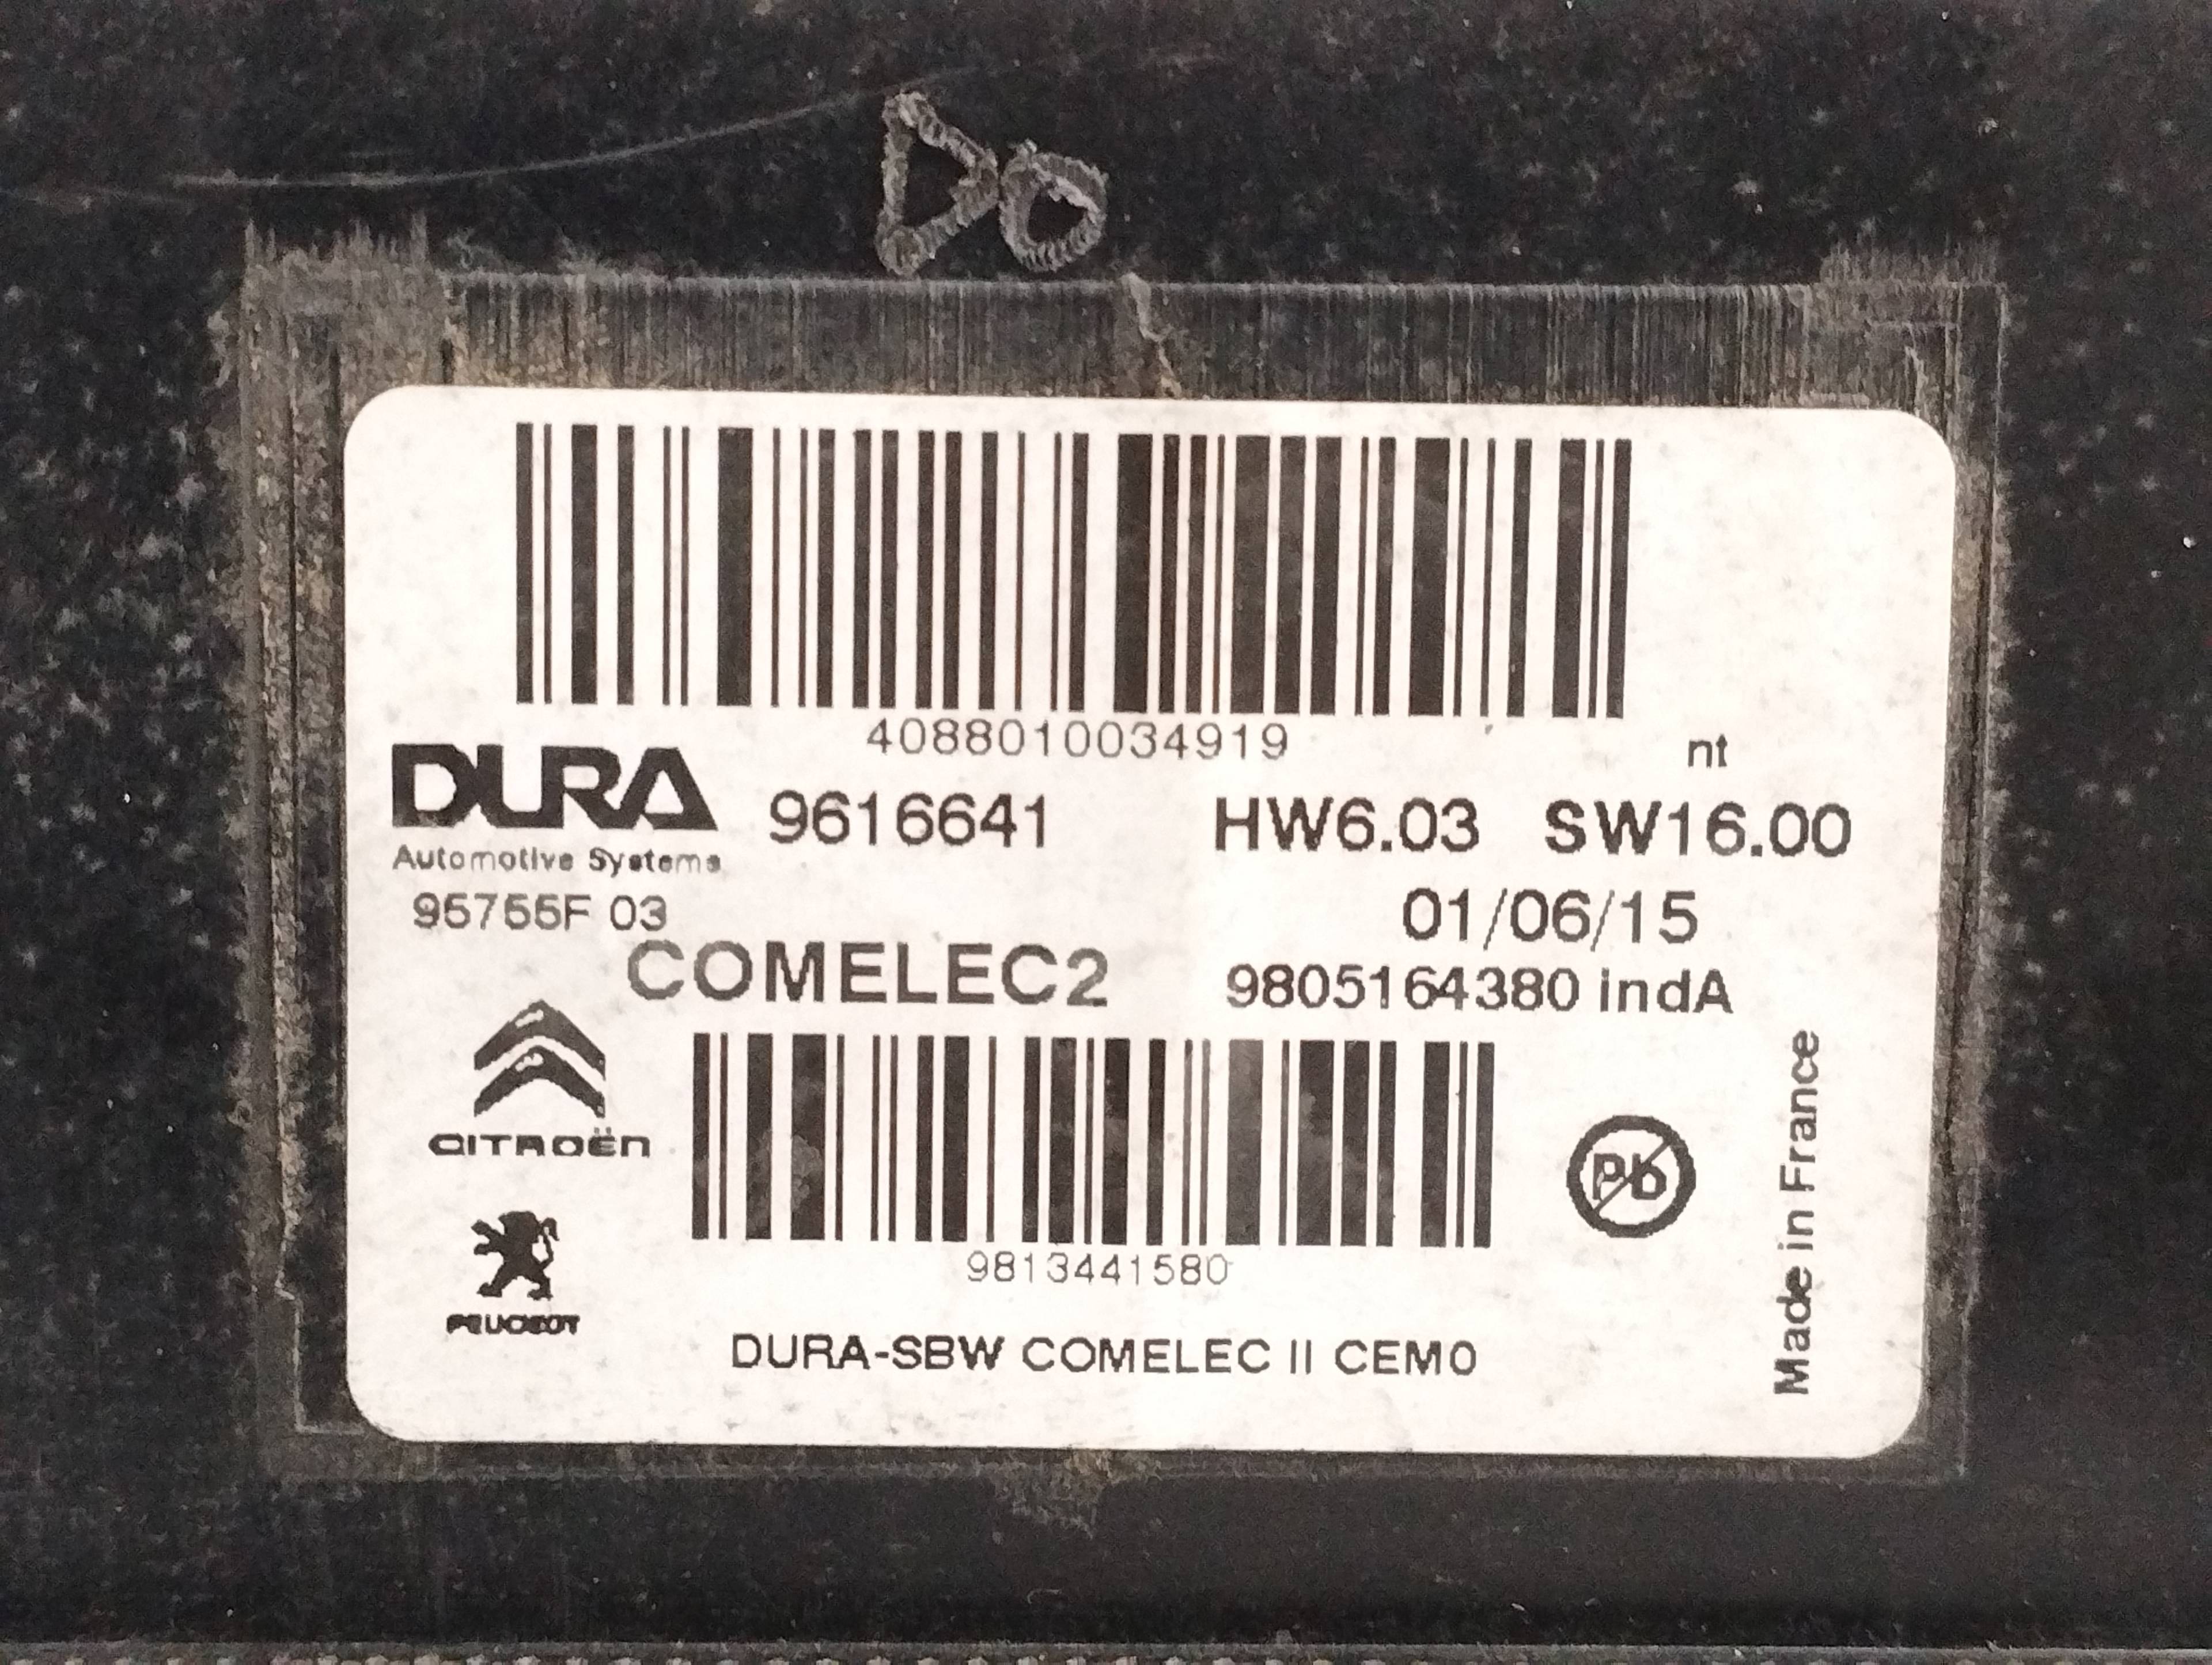 DO
4088010034919
nt
DURA 9616641 HW6.03 SW16.00
Automotive Systems
95755F 03
01/06/15
COMELEC2 9805164380 indA
CITROËN
Pb
Made in France
9813441580
PEUGEOT
DURA-SBW COMELEC II CEM0